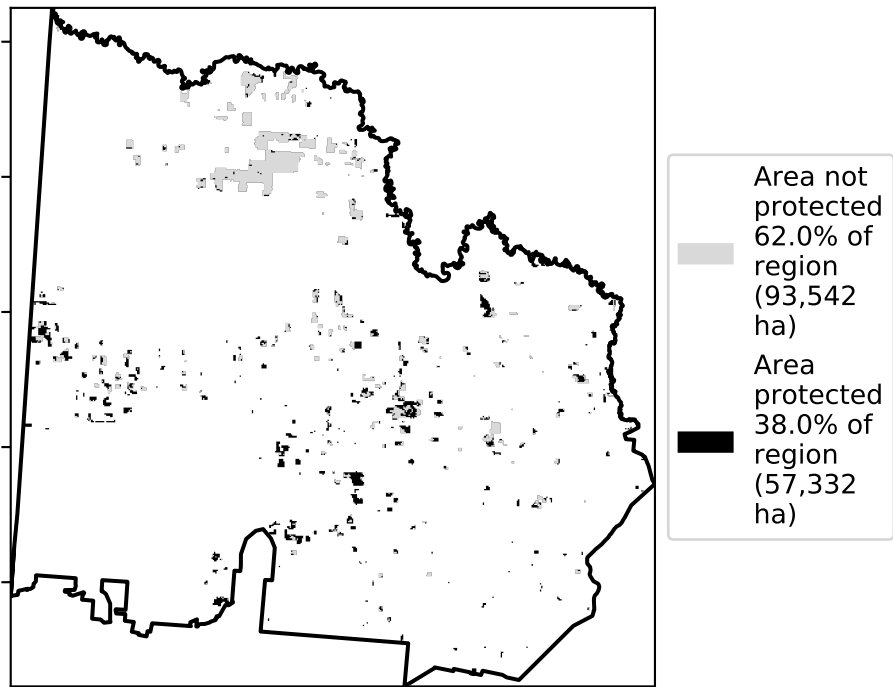 Area not
protected
62.0% of
region
(93,542
ha)
Area
protected
38.0% of
region
(57,332
ha)